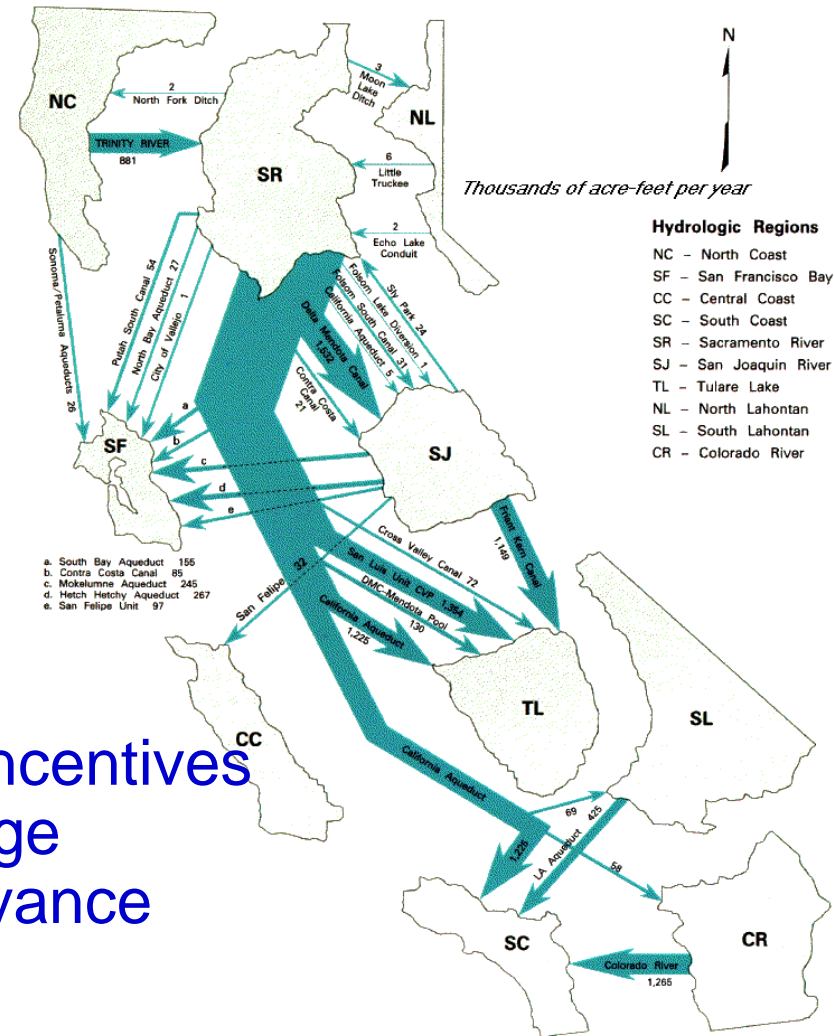 N
3
Moon
Lake
Ditch
2
North Fork Ditch
NC
NL
TRINITY RIVER
881
SR
6
Little
Truckee
Thousands of acre-feet per year
2
Echo Lake
Conduit
Hydrologic Regions
NC – North Coast
SF – San Francisco Bay
CC – Central Coast
SC – South Coast
SR – Sacramento River
SJ – San Joaquin River
TL – Tulare Lake
NL – North Lahontan
SL – South Lahontan
CR – Colorado River
Sonoma/Petaluma Aqueducts 26
Putah South Canal 54
North Bay Aqueduct 27
City of Vallejo 1
Sly Park 24
Folsom Lake Diversion 1
Folsom South Canal 31
California Aqueduct 5
Delta Mendota Canal
1,532
Contra Costa
Canal
21
a
b
c
d
e
SF
SJ
a. South Bay Aqueduct 155
b. Contra Costa Canal 85
c. Mokelumne Aqueduct 245
d. Hetch Hetchy Aqueduct 267
e. San Felipe Unit 97
Friant Kern Canal
1,149
Cross Valley Canal 72
San Luis Unit CVP 1,354
DMC-Mendota Pool
130
San Felipe 32
California Aqueduct
1,225
TL
SL
CC
ncentives
ge
vance
California Aqueduct
69
LA Aqueduct 425
1,226
58
SC
CR
Colorado River
1,265